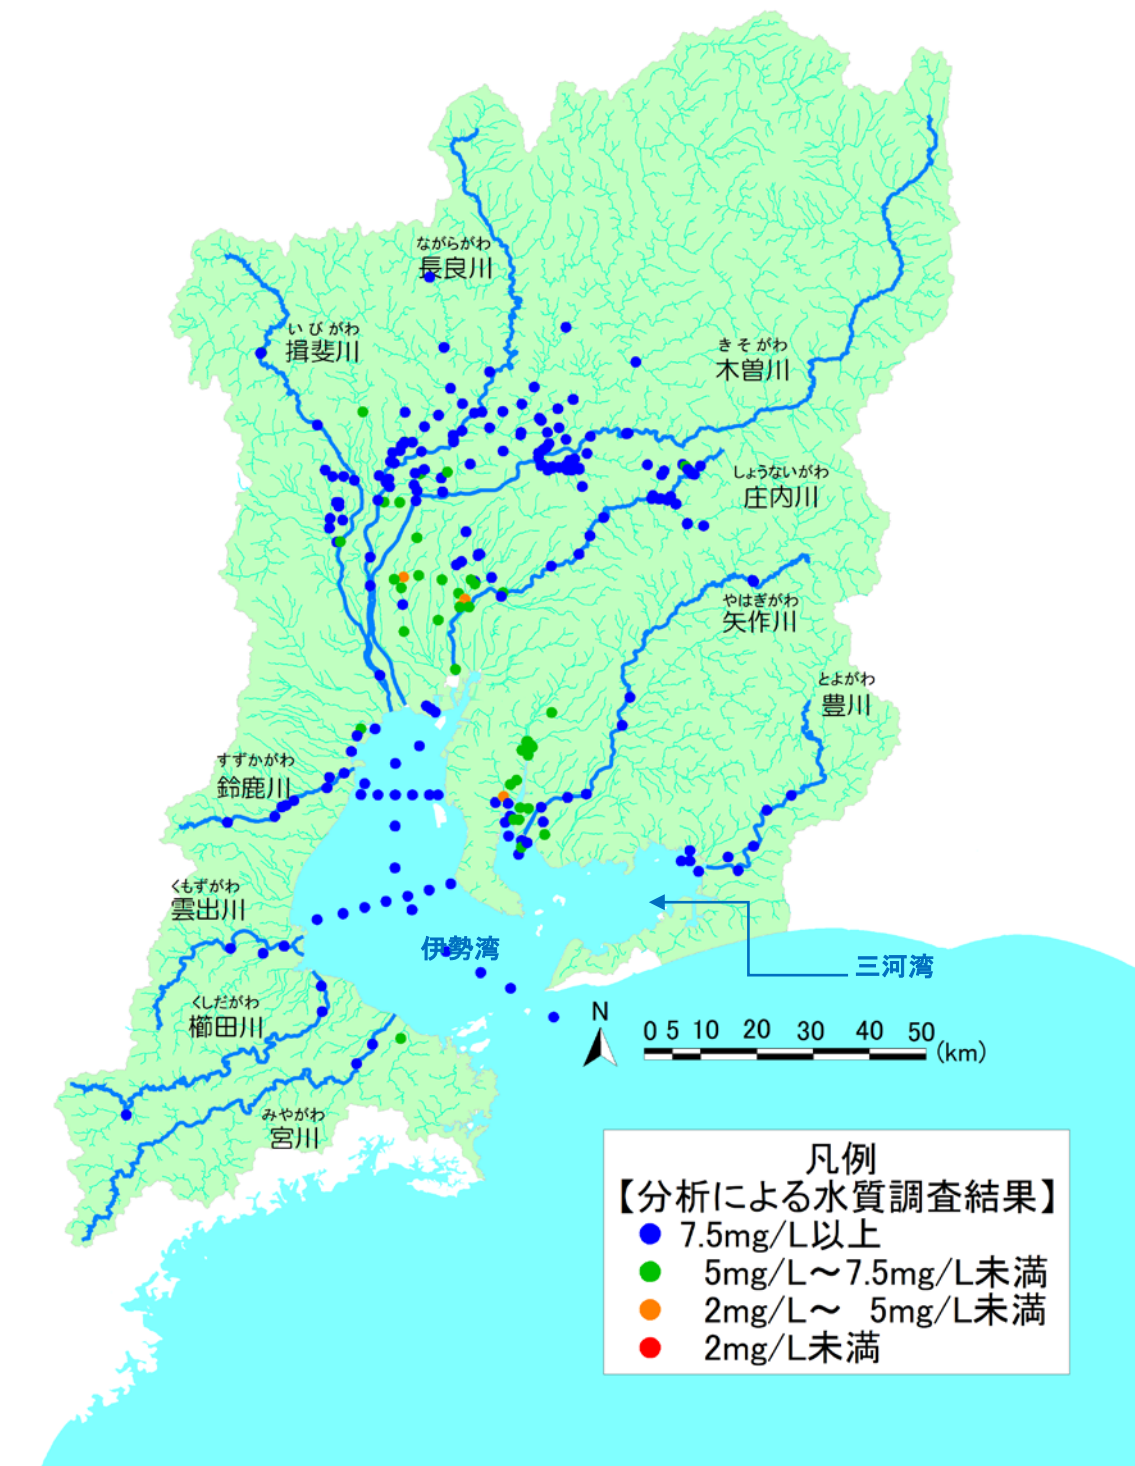 ながらがわ
長良川
いびがわ
揖斐川
きそがわ
木曽川
しょうないがわ
庄内川
やはぎがわ
矢作川
とよがわ
豊川
すずかがわ
鈴鹿川
くもずがわ
雲出川
伊勢湾
三河湾
くしだがわ
櫛田川
みやがわ
宮川
N
0 5 10 20 30 40 50
(km)
凡例
【分析による水質調査結果】
7.5mg/L以上
5mg/L～7.5mg/L未満
2mg/L～ 5mg/L未満
2mg/L未満